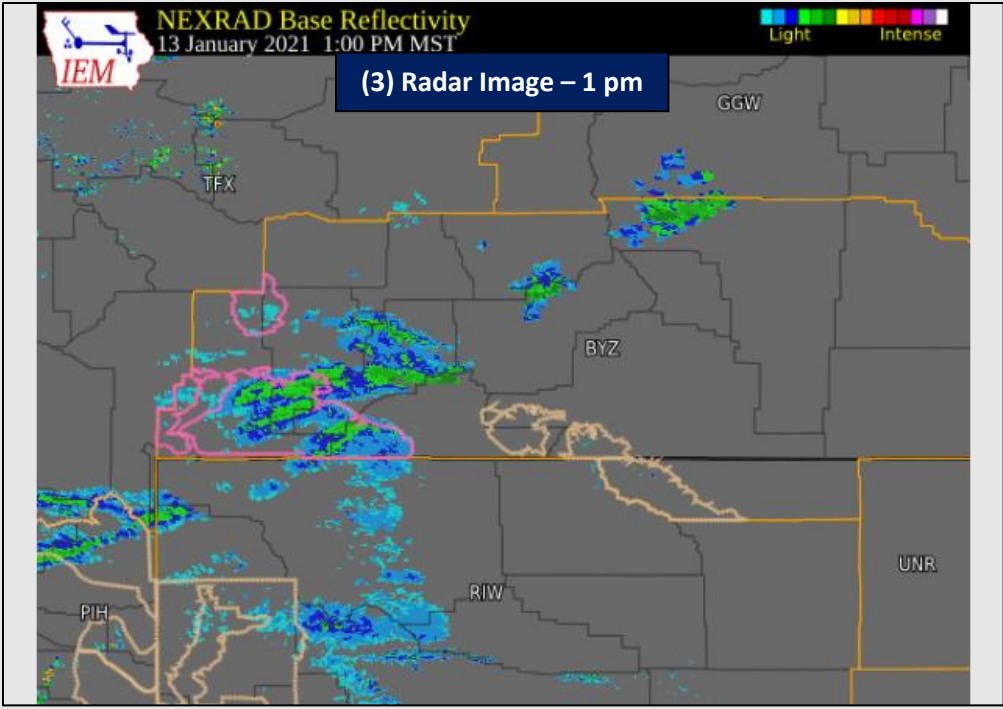 NEXRAD Base Reflectivity
13 January 2021 1:00 PM MST
IEM
Light Intense
(3) Radar Image – 1 pm
GGW
TFX
BYZ
UNR
RIW
PIH